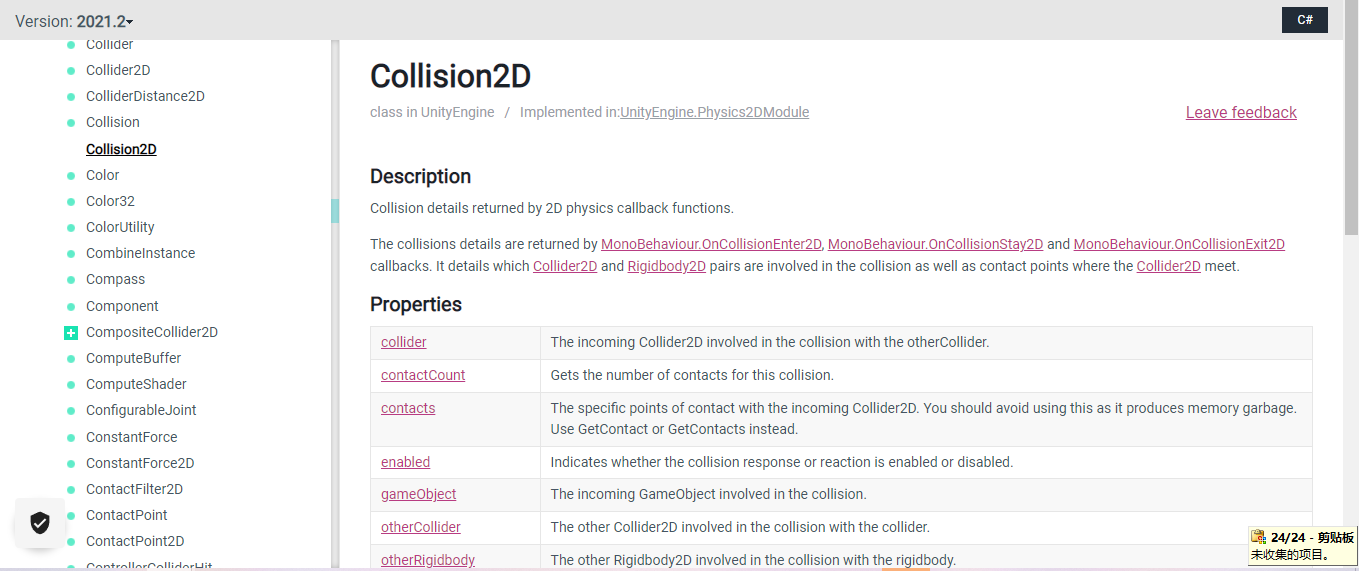 Version: 2021.2
C#
Collider
Collider2D
ColliderDistance2D
Collision
Collision2D
Color
Color32
ColorUtility
CombineInstance
Compass
Component
CompositeCollider2D
ComputeBuffer
ComputeShader
ConfigurableJoint
ConstantForce
ConstantForce2D
ContactFilter2D
ContactPoint
ContactPoint2D
ControllerColliderHit
Collision2D
class in UnityEngine / Implemented in:UnityEngine.Physics2DModule
Leave feedback
Description
Collision details returned by 2D physics callback functions.
The collisions details are returned by MonoBehaviour.OnCollisionEnter2D, MonoBehaviour.OnCollisionStay2D and MonoBehaviour.OnCollisionExit2D
callbacks. It details which Collider2D and Rigidbody2D pairs are involved in the collision as well as contact points where the Collider2D meet.
Properties
collider The incoming Collider2D involved in the collision with the otherCollider.
contactCount Gets the number of contacts for this collision.
contacts The specific points of contact with the incoming Collider2D. You should avoid using this as it produces memory garbage.
Use GetContact or GetContacts instead.
enabled Indicates whether the collision response or reaction is enabled or disabled.
gameObject The incoming GameObject involved in the collision.
otherCollider The other Collider2D involved in the collision with the collider.
otherRigidbody The other Rigidbody2D involved in the collision with the rigidbody.
24/24 - 剪贴板
未收集的项目。